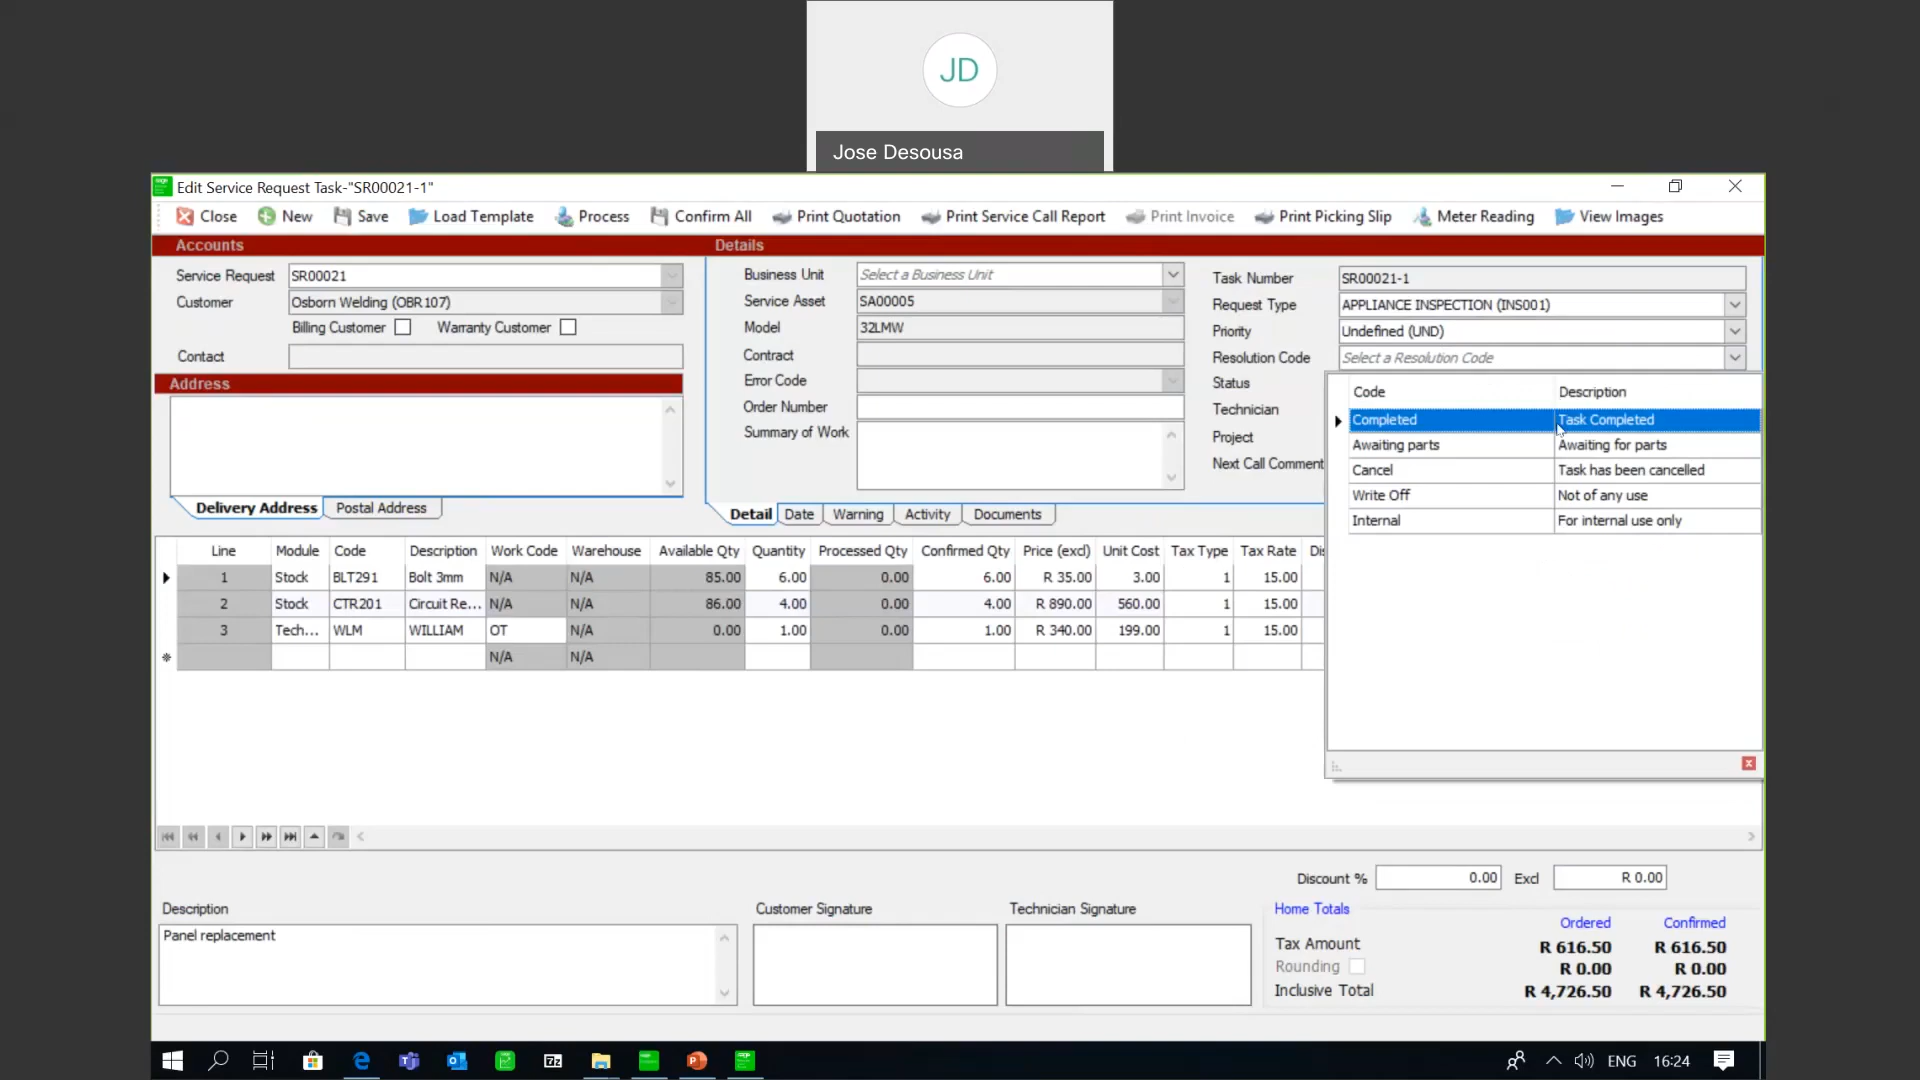 JD
Jose Desousa
Edit Service Request Task-"SR00021-1"
Close New Save Load Template Process Confirm All Print Quotation Print Service Call Report Print Invoice Print Picking Slip Meter Reading View Images
Accounts Details
Service Request SR00021
Customer Osborn Welding (OBR107)
Billing Customer Warranty Customer
Contact
Address
Delivery Address Postal Address
Business Unit Select a Business Unit
Service Asset SA00005
Model 32LMW
Contract
Error Code
Order Number
Summary of Work
Detail Date Warning Activity Documents
Task Number SR00021-1
Request Type APPLIANCE INSPECTION (INS001)
Priority Undefined (UND)
Resolution Code Select a Resolution Code
Status
Technician
Project
Next Call Comment
Code Description
Completed Task Completed
Awaiting parts Awaiting for parts
Cancel Task has been cancelled
Write Off Not of any use
Internal For internal use only
Line Module Code Description Work Code Warehouse Available Qty Quantity Processed Qty Confirmed Qty Price (excl) Unit Cost Tax Type Tax Rate Dis
1 Stock BLT291 Bolt 3mm N/A N/A 85.00 6.00 0.00 6.00 R 35.00 3.00 1 15.00
2 Stock CTR201 Circuit Re... N/A N/A 86.00 4.00 0.00 4.00 R 890.00 560.00 1 15.00
3 Tech... WLM WILLIAM OT N/A 0.00 1.00 0.00 1.00 R 340.00 199.00 1 15.00
N/A N/A
Discount % 0.00 Excl R 0.00
Description
Panel replacement
Customer Signature
Technician Signature
Home Totals
Ordered Confirmed
Tax Amount R 616.50 R 616.50
Rounding R 0.00 R 0.00
Inclusive Total R 4,726.50 R 4,726.50
ENG 16:24